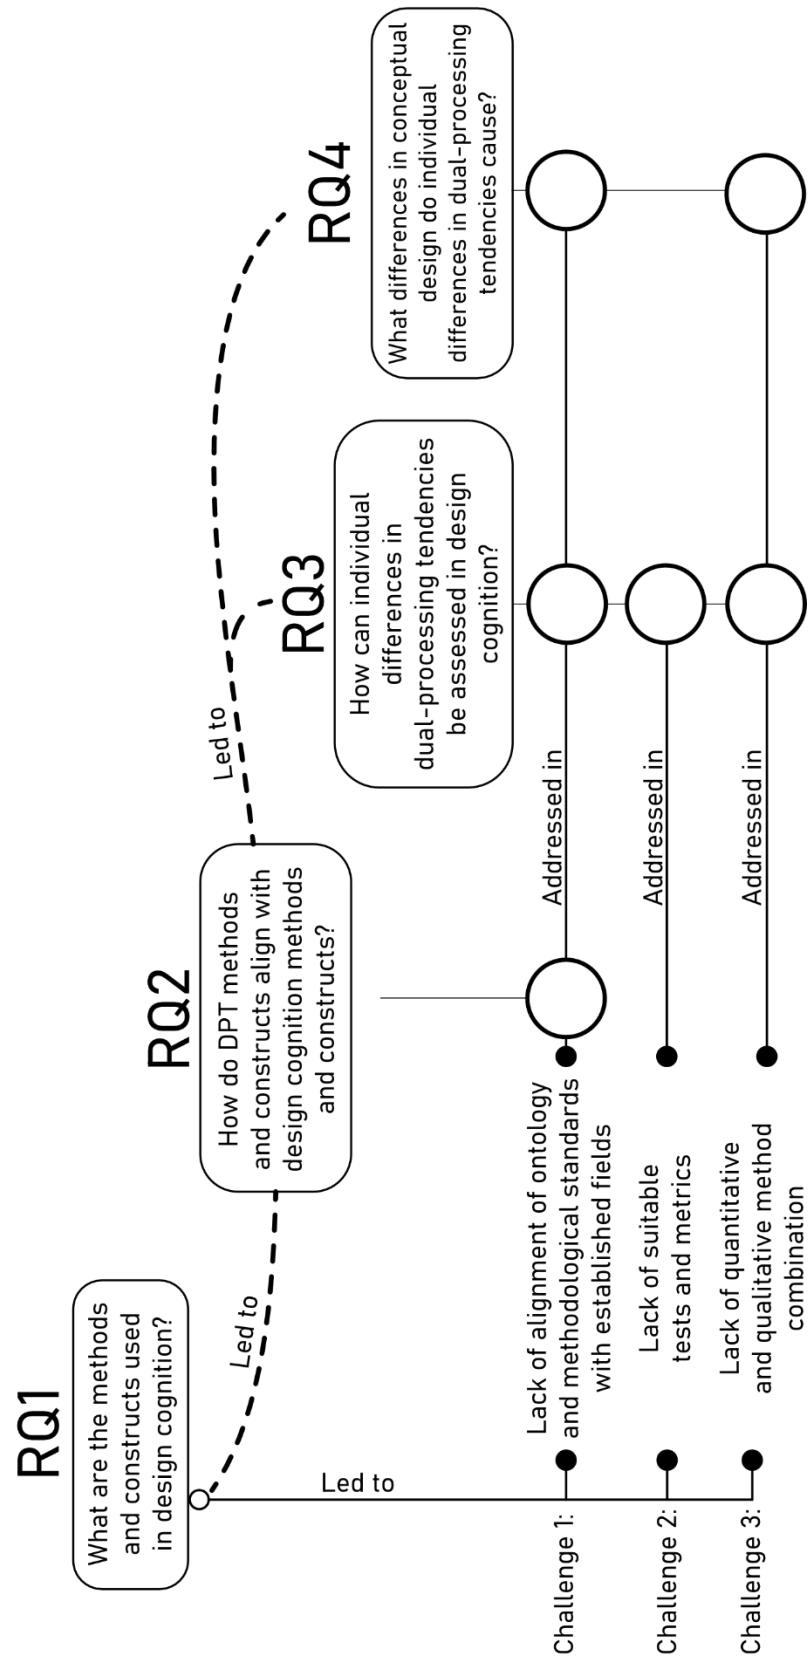 RQ1
What are the methods
and constructs used
in design cognition?
Led to
RQ2
How do DPT methods
and constructs align with
design cognition methods
and constructs?
Led to
RQ3
How can individual
differences in
dual-processing tendencies
be assessed in design
cognition?
RQ4
What differences in conceptual
design do individual
differences in dual-processing
tendencies cause?
Led to
Challenge 1:
Lack of alignment of ontology
and methodological standards
with established fields
Addressed in
Challenge 2:
Lack of suitable
tests and metrics
Addressed in
Challenge 3:
Lack of quantitative
and qualitative method
combination
Addressed in